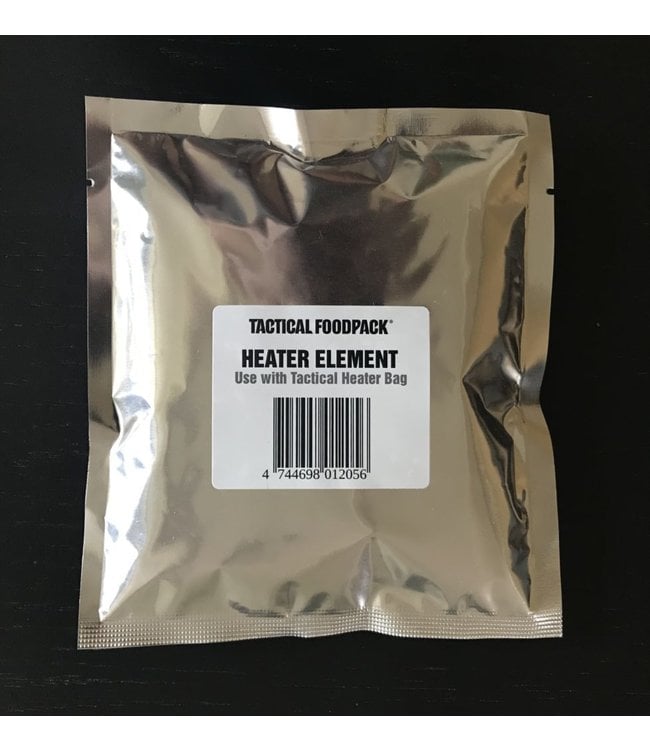 TACTICAL FOODPACK®
HEATER ELEMENT
Use with Tactical Heater Bag
4 744698 012056